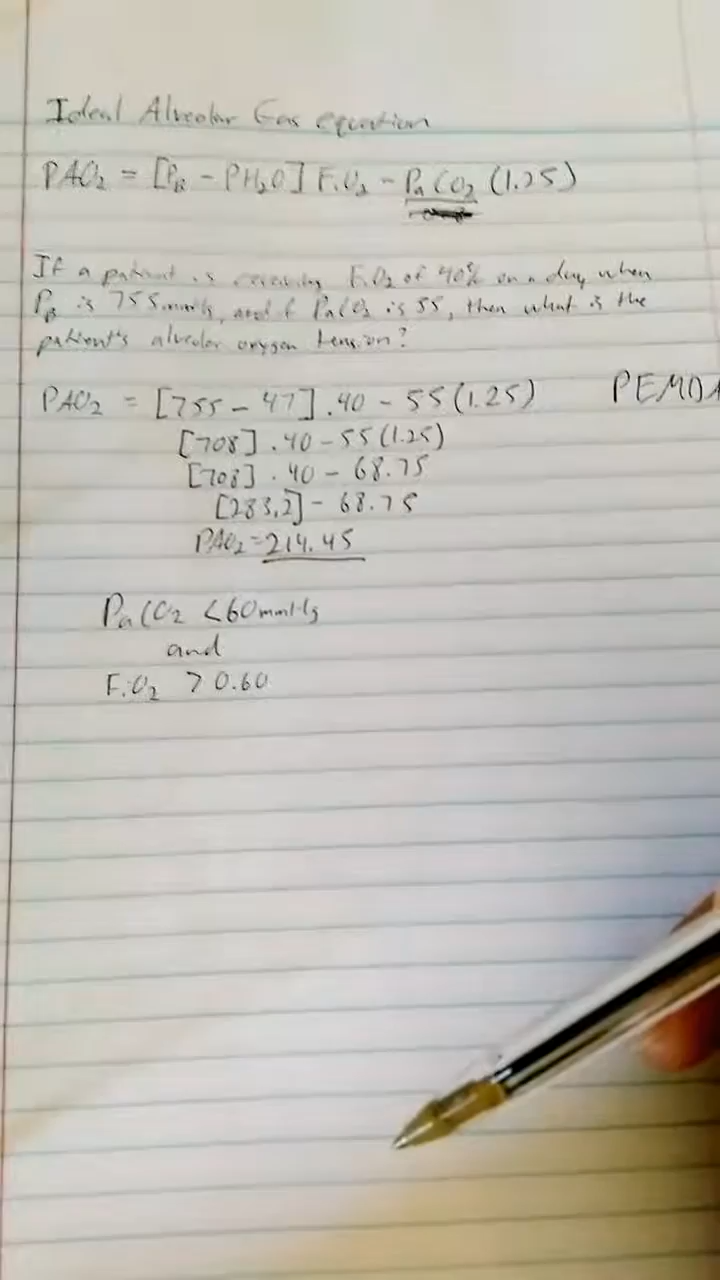 Ideal Alveolar Gas equation
PAO₂ = [PB - PH₂O] FiO₂ - PaCO₂ (1.25)
If a patient is receiving FiO₂ of 40% on a day when
PB is 755mmHg, and if PaCO₂ is 55, then what is the
patient's alveolar oxygen tension?
PAO₂ = [755 - 47] .40 - 55 (1.25) PEMDA
[708] .40 - 55 (1.25)
[708] .40 - 68.75
[283.2] - 68.75
PAO₂ = 214.45
PaCO₂ < 60mmHg
and
FiO₂ > 0.60